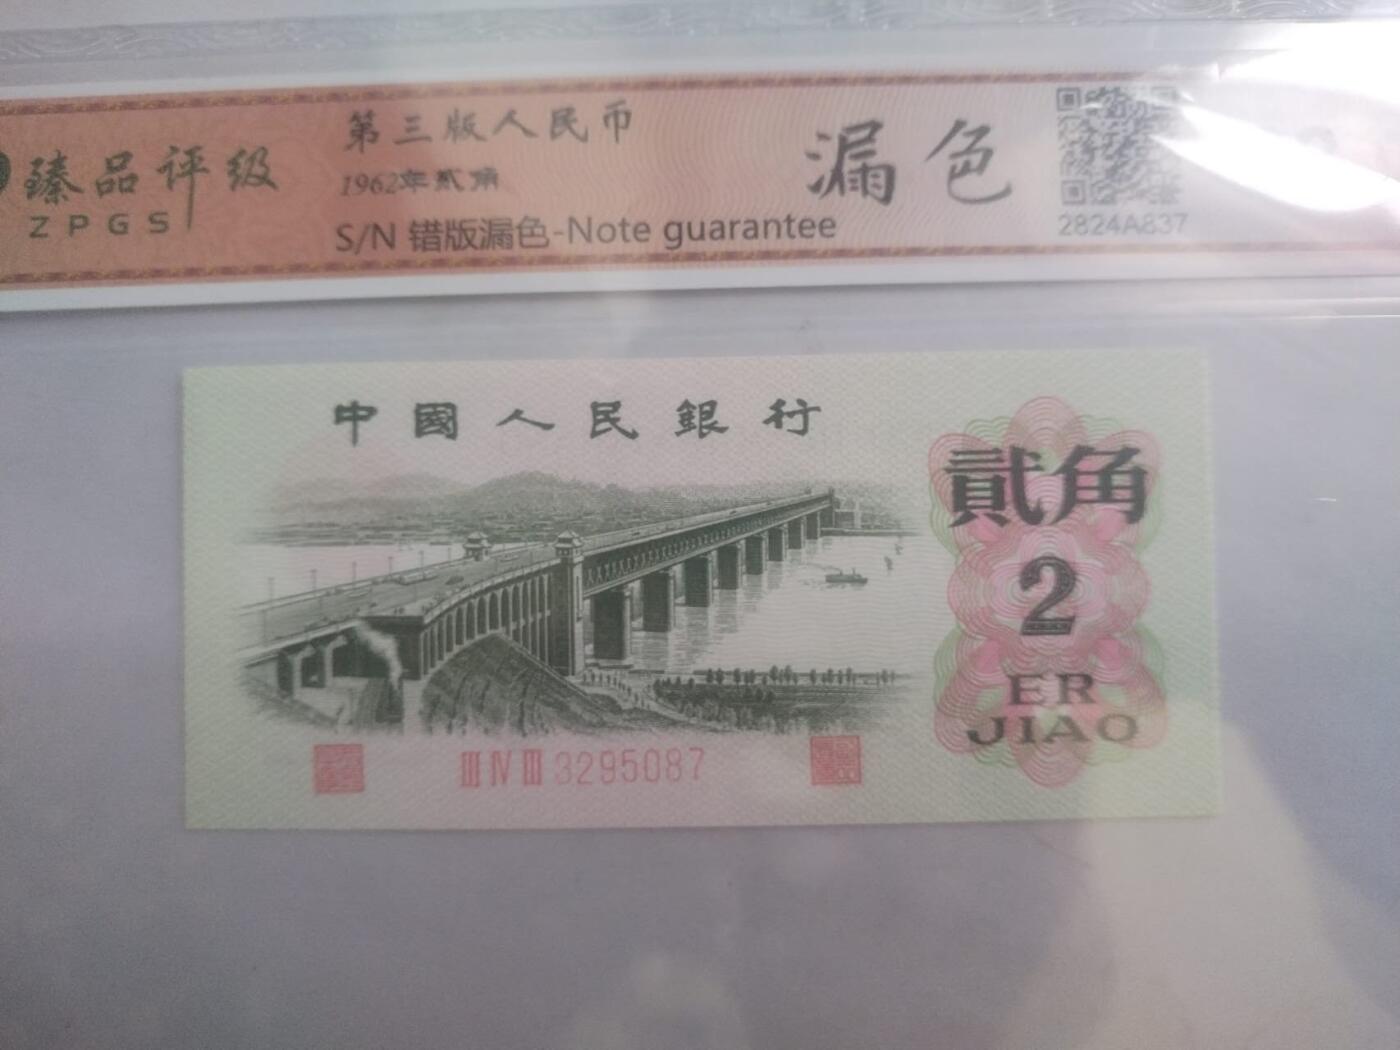 臻品评级
ZPGS
第三版人民币
1962年贰角
S/N 错版漏色-Note guarantee
漏色
2824A837
中國人民銀行
貳角
2
ER
JIAO
III IV III 3295087